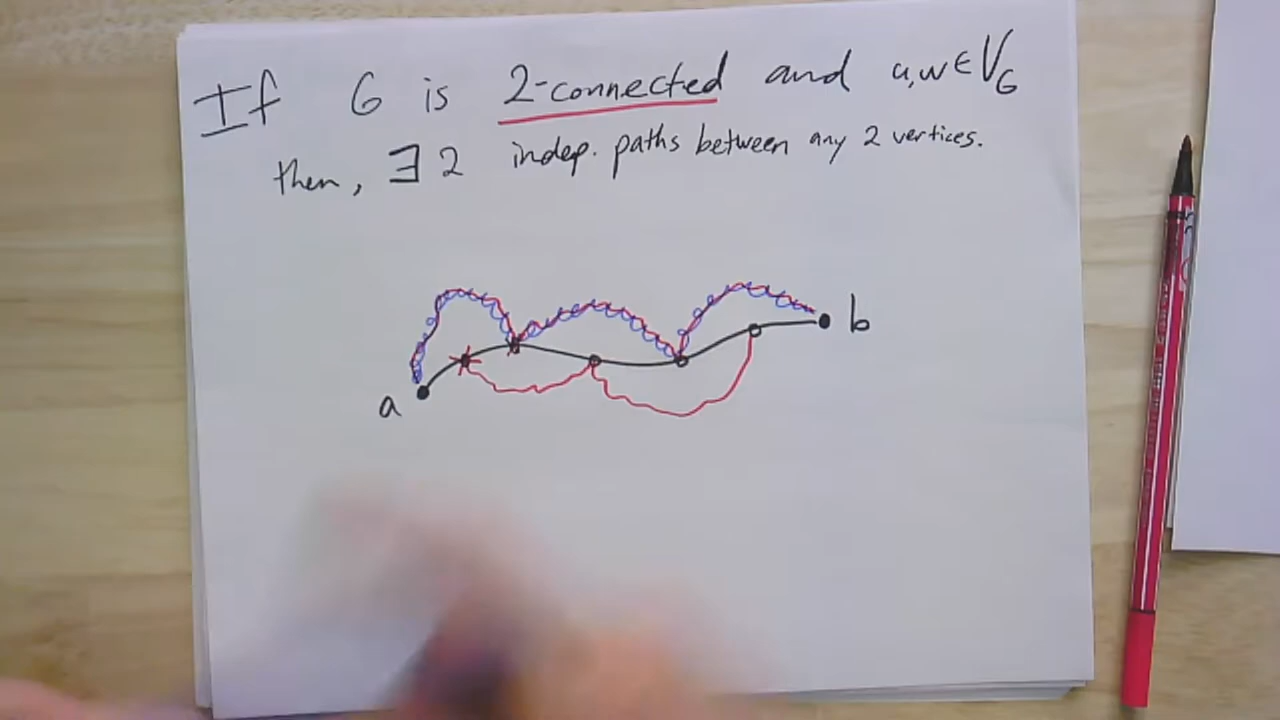 If G is 2-connected and u,w ∈ V_G
then, ∃ 2 indep. paths between any 2 vertices.
b
a